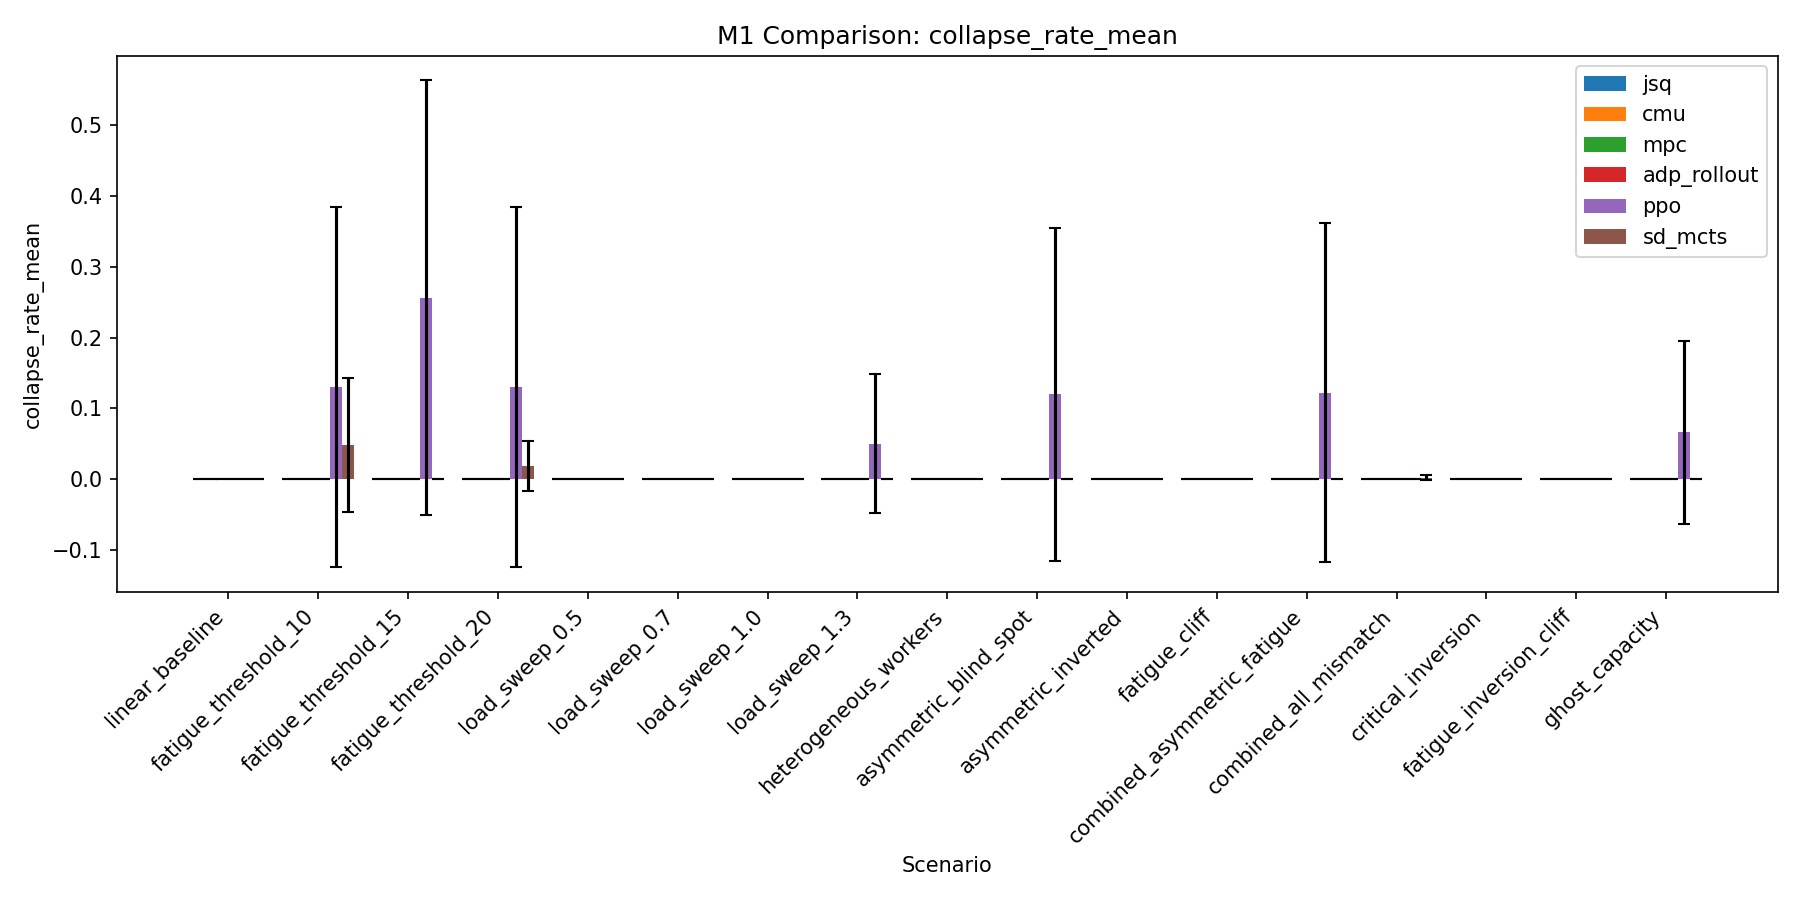 M1 Comparison: collapse_rate_mean
jsq
cmu
mpc
adp_rollout
ppo
sd_mcts
collapse_rate_mean
0.5
0.4
0.3
0.2
0.1
0.0
−0.1
linear_baseline
fatigue_threshold_10
fatigue_threshold_15
fatigue_threshold_20
load_sweep_0.5
load_sweep_0.7
load_sweep_1.0
load_sweep_1.3
heterogeneous_workers
asymmetric_blind_spot
asymmetric_inverted
fatigue_cliff
combined_asymmetric_fatigue
combined_all_mismatch
critical_inversion
fatigue_inversion_cliff
ghost_capacity
Scenario